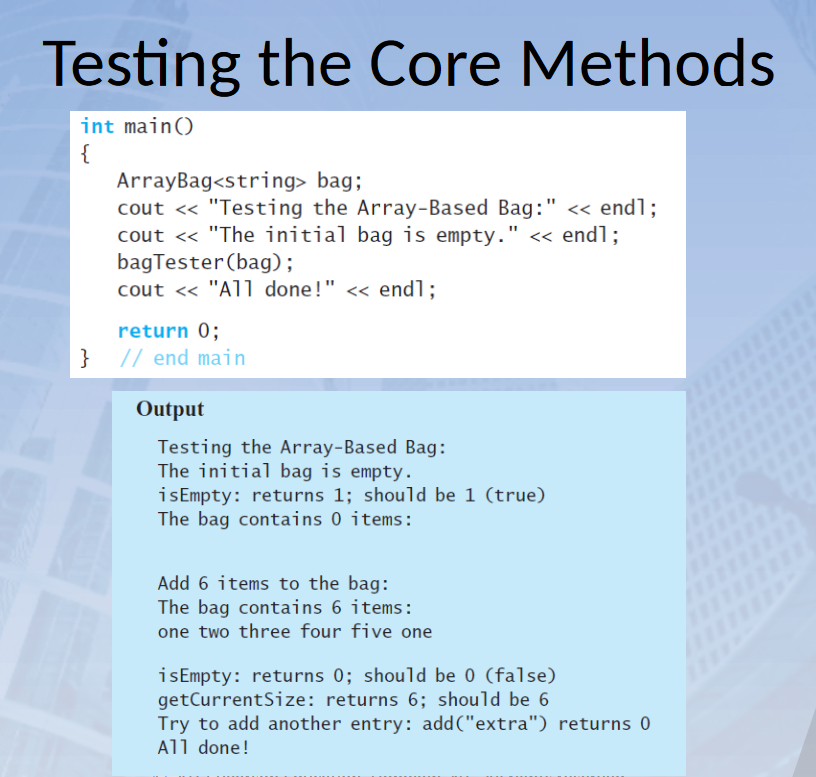 Testing the Core Methods
int main()
{
ArrayBag<string> bag;
cout << "Testing the Array-Based Bag:" << endl;
cout << "The initial bag is empty." << endl;
bagTester(bag);
cout << "All done!" << endl;
return 0;
} // end main
Output
Testing the Array-Based Bag:
The initial bag is empty.
isEmpty: returns 1; should be 1 (true)
The bag contains 0 items:
Add 6 items to the bag:
The bag contains 6 items:
one two three four five one
isEmpty: returns 0; should be 0 (false)
getCurrentSize: returns 6; should be 6
Try to add another entry: add("extra") returns 0
All done!